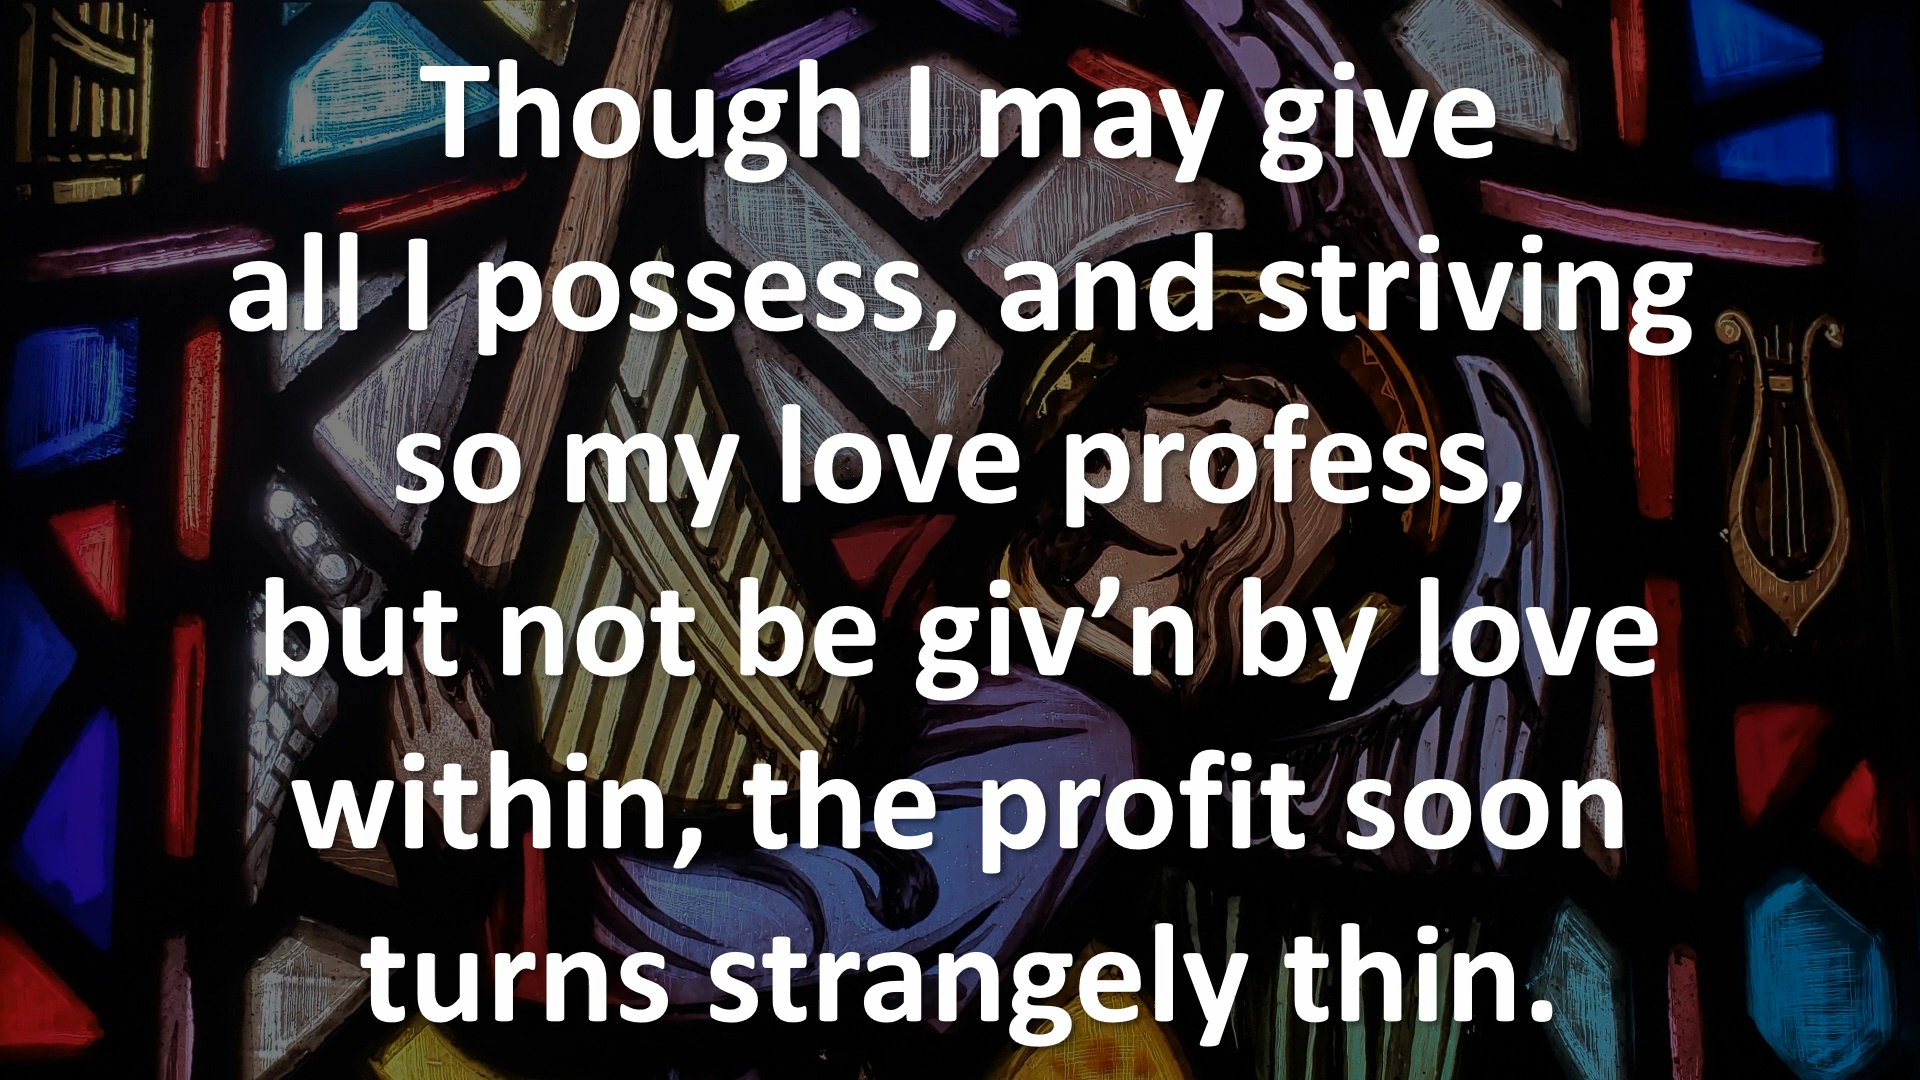 Though I may give
all I possess, and striving
so my love profess,
but not be giv’n by love
within, the profit soon
turns strangely thin.